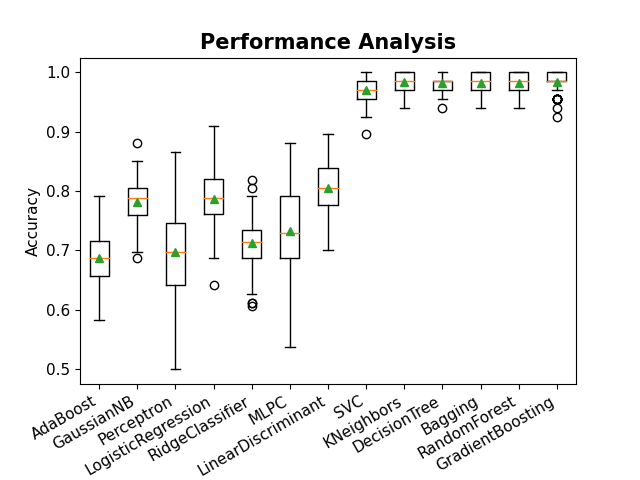 Performance Analysis
1.0
0.9
0.8
0.7
0.6
0.5
Accuracy
AdaBoost
GaussianNB
Perceptron
LogisticRegression
RidgeClassifier
MLPC
LinearDiscriminant
SVC
KNeighbors
DecisionTree
Bagging
RandomForest
GradientBoosting